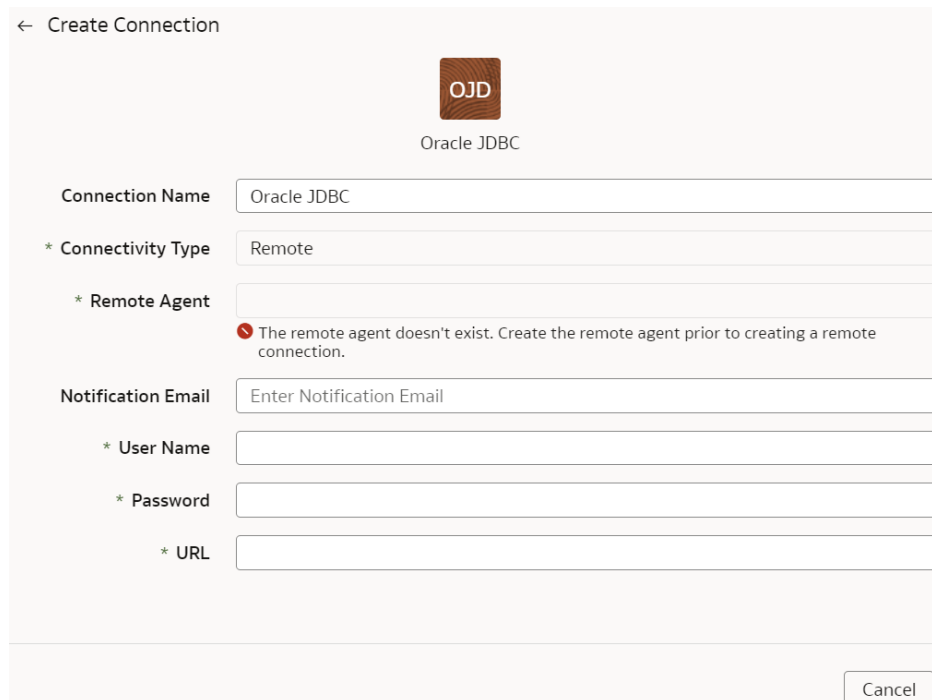 ← Create Connection
OJD
Oracle JDBC
Connection Name Oracle JDBC
* Connectivity Type Remote
* Remote Agent
The remote agent doesn't exist. Create the remote agent prior to creating a remote
connection.
Notification Email Enter Notification Email
* User Name
* Password
* URL
Cancel